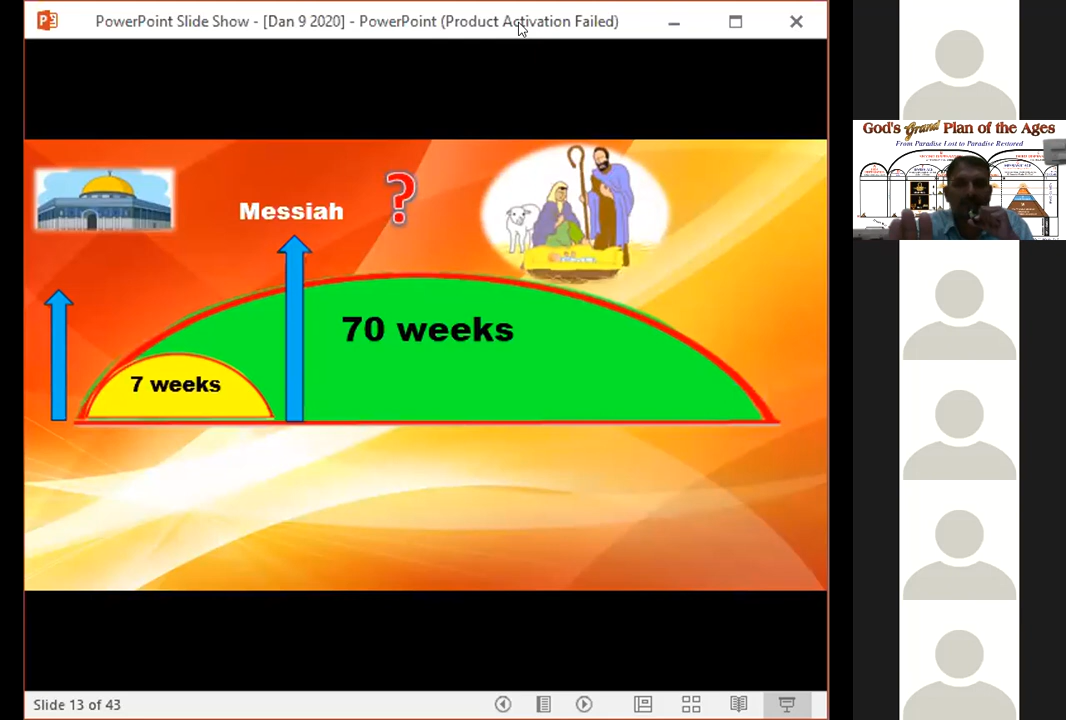 PowerPoint Slide Show - [Dan 9 2020] - PowerPoint (Product Activation Failed)
God's Grand Plan of the Ages
From Paradise Lost to Paradise Restored
Messiah
?
70 weeks
7 weeks
Slide 13 of 43